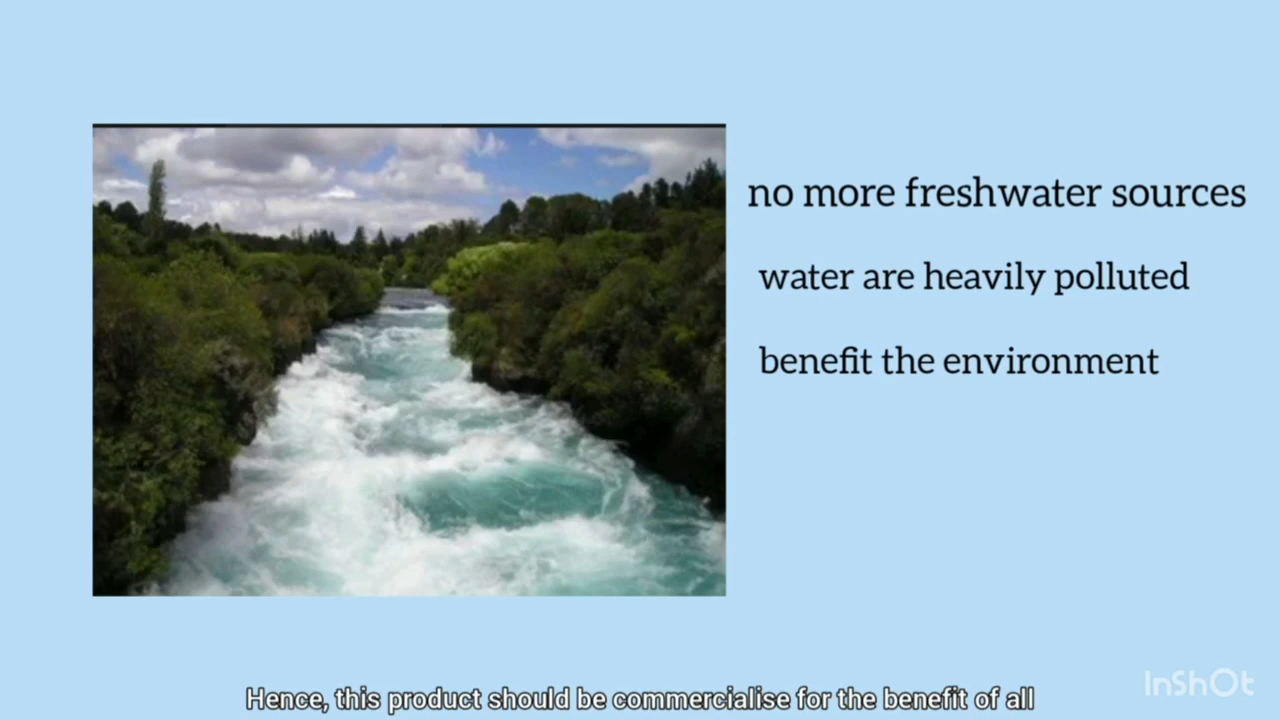 no more freshwater sources
water are heavily polluted
benefit the environment
Hence, this product should be commercialise for the benefit of all
InShOt